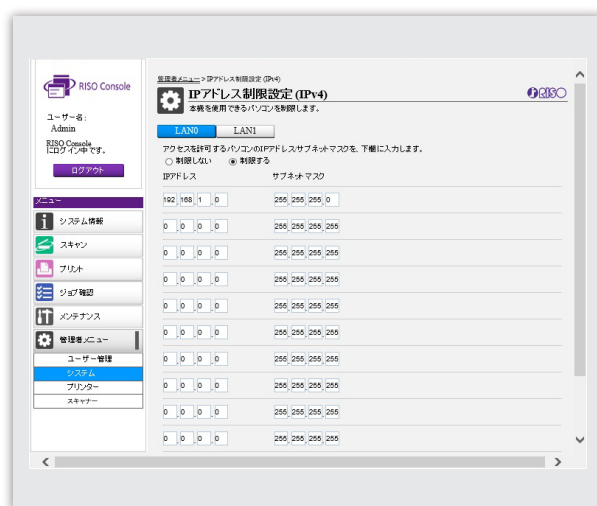 RISO Console
ユーザー名:
Admin
RISO Console
にログイン中です。
ログアウト
メニュー
システム情報
スキャン
プリント
ジョブ確認
メンテナンス
管理者メニュー
ユーザー管理
システム
プリンター
スキャナー
管理者メニュー > IPアドレス制限設定 (IPv4)
IPアドレス制限設定 (IPv4)
RISO
本機を使用できるパソコンを制限します。
LAN0 LAN1
アクセスを許可するパソコンのIPアドレス/サブネットマスクを、下欄に入力します。
制限しない 制限する
IPアドレス サブネットマスク
192 .168 .1 .0 255 .255 .255 .0
0 .0 .0 .0 255 .255 .255 .255
0 .0 .0 .0 255 .255 .255 .255
0 .0 .0 .0 255 .255 .255 .255
0 .0 .0 .0 255 .255 .255 .255
0 .0 .0 .0 255 .255 .255 .255
0 .0 .0 .0 255 .255 .255 .255
0 .0 .0 .0 255 .255 .255 .255
0 .0 .0 .0 255 .255 .255 .255
0 .0 .0 .0 255 .255 .255 .255